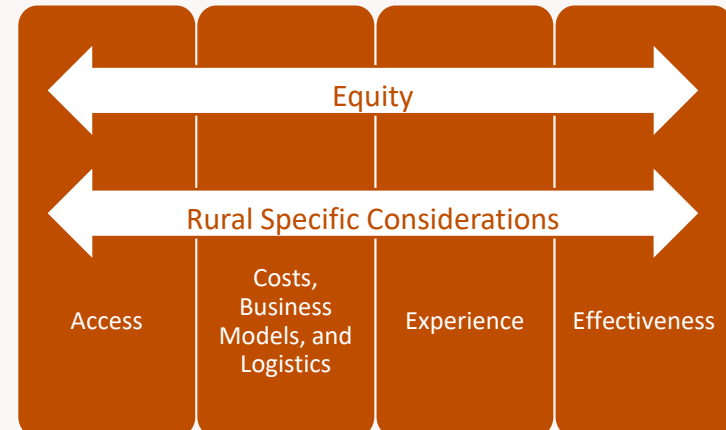 Equity
Rural Specific Considerations
Access
Costs,
Business
Models, and
Logistics
Experience
Effectiveness